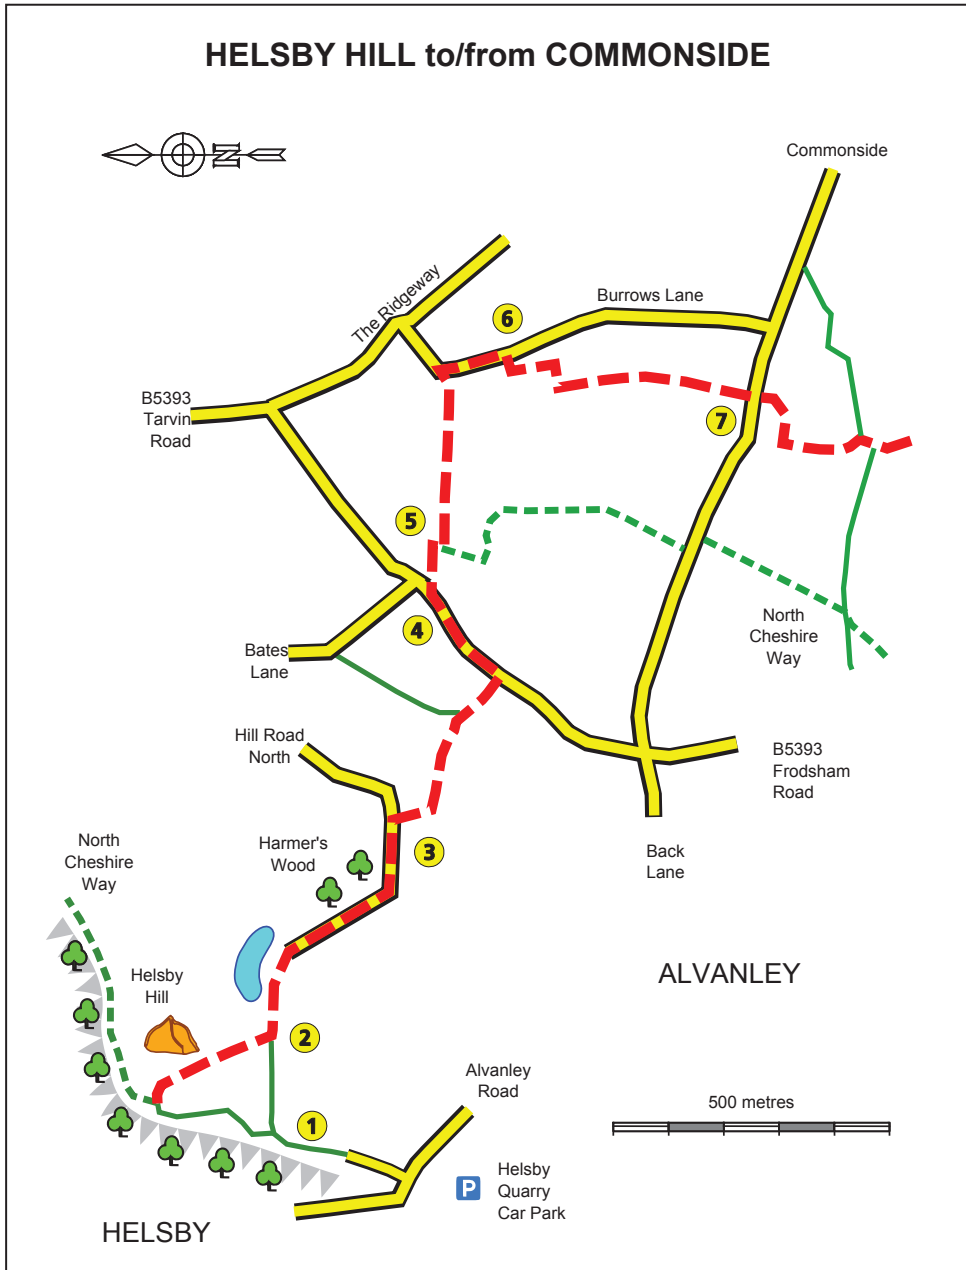 HELSBY HILL to/from COMMONSIDE
N
Commonside
The Ridgeway
Burrows Lane
6
B5393
Tarvin
Road
7
5
North
Cheshire
Way
4
Bates
Lane
Hill Road
North
B5393
Frodsham
Road
North
Cheshire
Way
Harmer's
Wood
3
Back
Lane
Helsby
Hill
ALVANLEY
2
Alvanley
Road
500 metres
1
P
Helsby
Quarry
Car Park
HELSBY